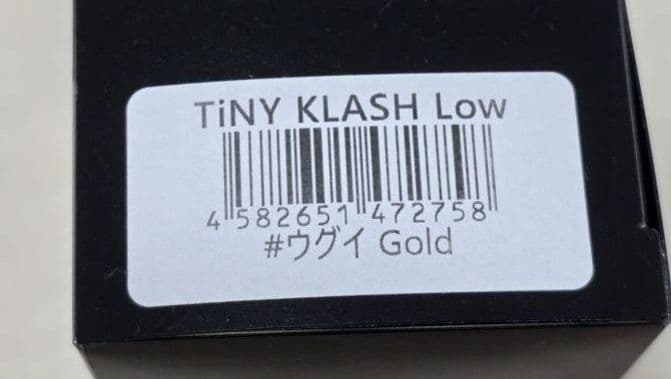 TiNY KLASH Low
4 582651 472758
#ウグイ Gold